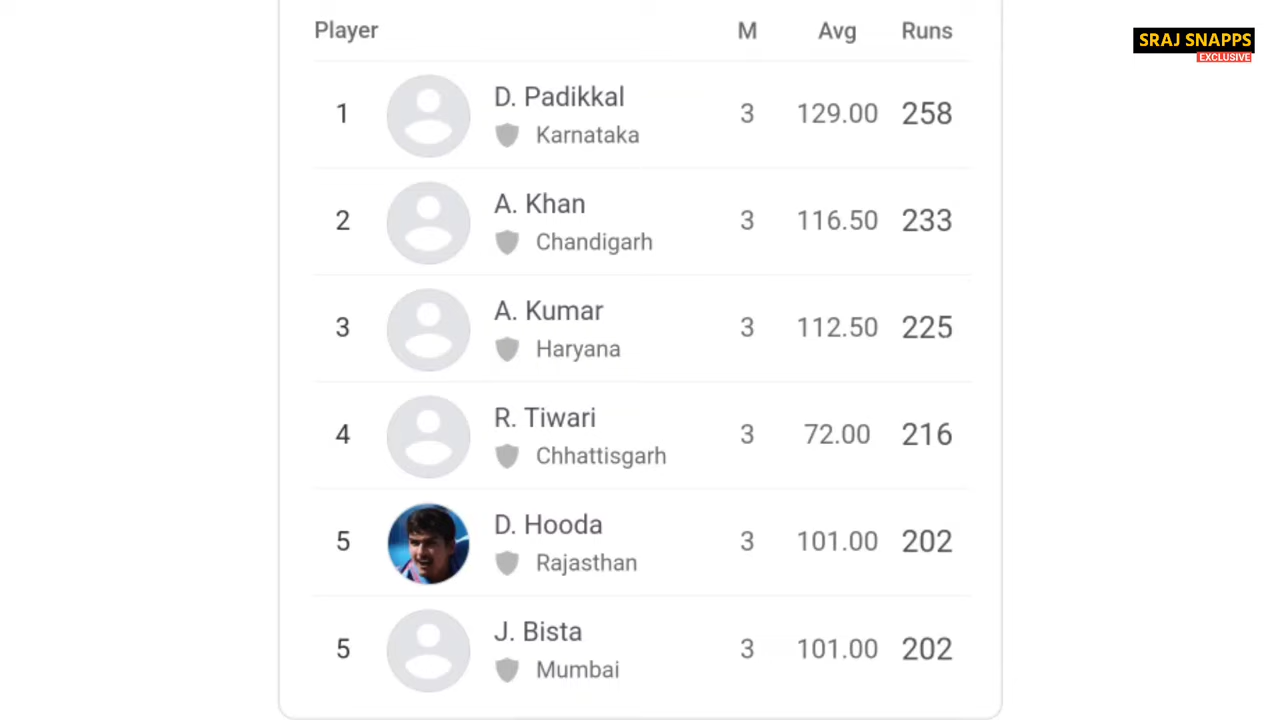 Player M Avg Runs
SRAJ SNAPPS
EXCLUSIVE
1 D. Padikkal 3 129.00 258
Karnataka
2 A. Khan 3 116.50 233
Chandigarh
3 A. Kumar 3 112.50 225
Haryana
4 R. Tiwari 3 72.00 216
Chhattisgarh
5 D. Hooda 3 101.00 202
Rajasthan
5 J. Bista 3 101.00 202
Mumbai